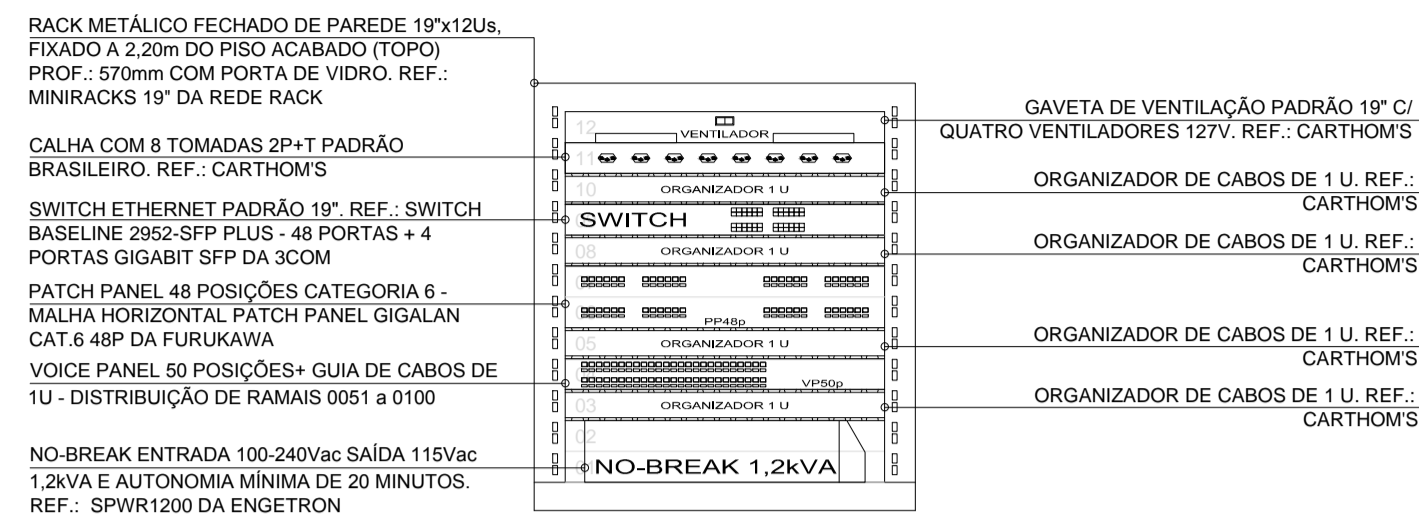 RACK METÁLICO FECHADO DE PAREDE 19"x12Us,
FIXADO A 2,20m DO PISO ACABADO (TOPO)
PROF.: 570mm COM PORTA DE VIDRO. REF.:
MINIRACKS 19" DA REDE RACK
CALHA COM 8 TOMADAS 2P+T PADRÃO
BRASILEIRO. REF.: CARTHOM'S
SWITCH ETHERNET PADRÃO 19". REF.: SWITCH
BASELINE 2952-SFP PLUS - 48 PORTAS + 4
PORTAS GIGABIT SFP DA 3COM
PATCH PANEL 48 POSIÇÕES CATEGORIA 6 -
MALHA HORIZONTAL PATCH PANEL GIGALAN
CAT.6 48P DA FURUKAWA
VOICE PANEL 50 POSIÇÕES+ GUIA DE CABOS DE
1U - DISTRIBUIÇÃO DE RAMAIS 0051 a 0100
NO-BREAK ENTRADA 100-240Vac SAÍDA 115Vac
1,2kVA E AUTONOMIA MÍNIMA DE 20 MINUTOS.
REF.: SPWR1200 DA ENGETRON
12
VENTILADOR
11
10
ORGANIZADOR 1 U
SWITCH
08
ORGANIZADOR 1 U
PP48p
05
ORGANIZADOR 1 U
VP50p
03
ORGANIZADOR 1 U
02
01
NO-BREAK 1,2kVA
GAVETA DE VENTILAÇÃO PADRÃO 19" C/
QUATRO VENTILADORES 127V. REF.: CARTHOM'S
ORGANIZADOR DE CABOS DE 1 U. REF.:
CARTHOM'S
ORGANIZADOR DE CABOS DE 1 U. REF.:
CARTHOM'S
ORGANIZADOR DE CABOS DE 1 U. REF.:
CARTHOM'S
ORGANIZADOR DE CABOS DE 1 U. REF.:
CARTHOM'S